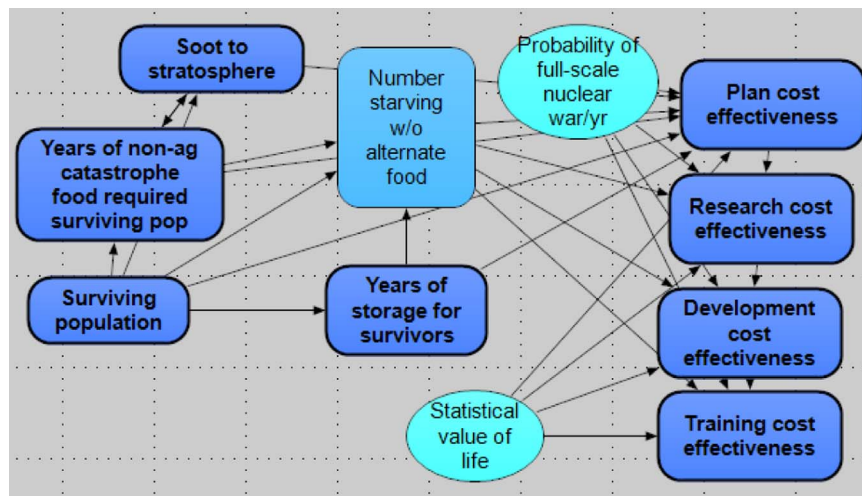 Soot to
stratosphere
Number
starving
w/o
alternate
food
Probability of
full-scale
nuclear
war/yr
Plan cost
effectiveness
Years of non-ag
catastrophe
food required
surviving pop
Research cost
effectiveness
Surviving
population
Years of
storage for
survivors
Development
cost
effectiveness
Statistical
value of
life
Training cost
effectiveness